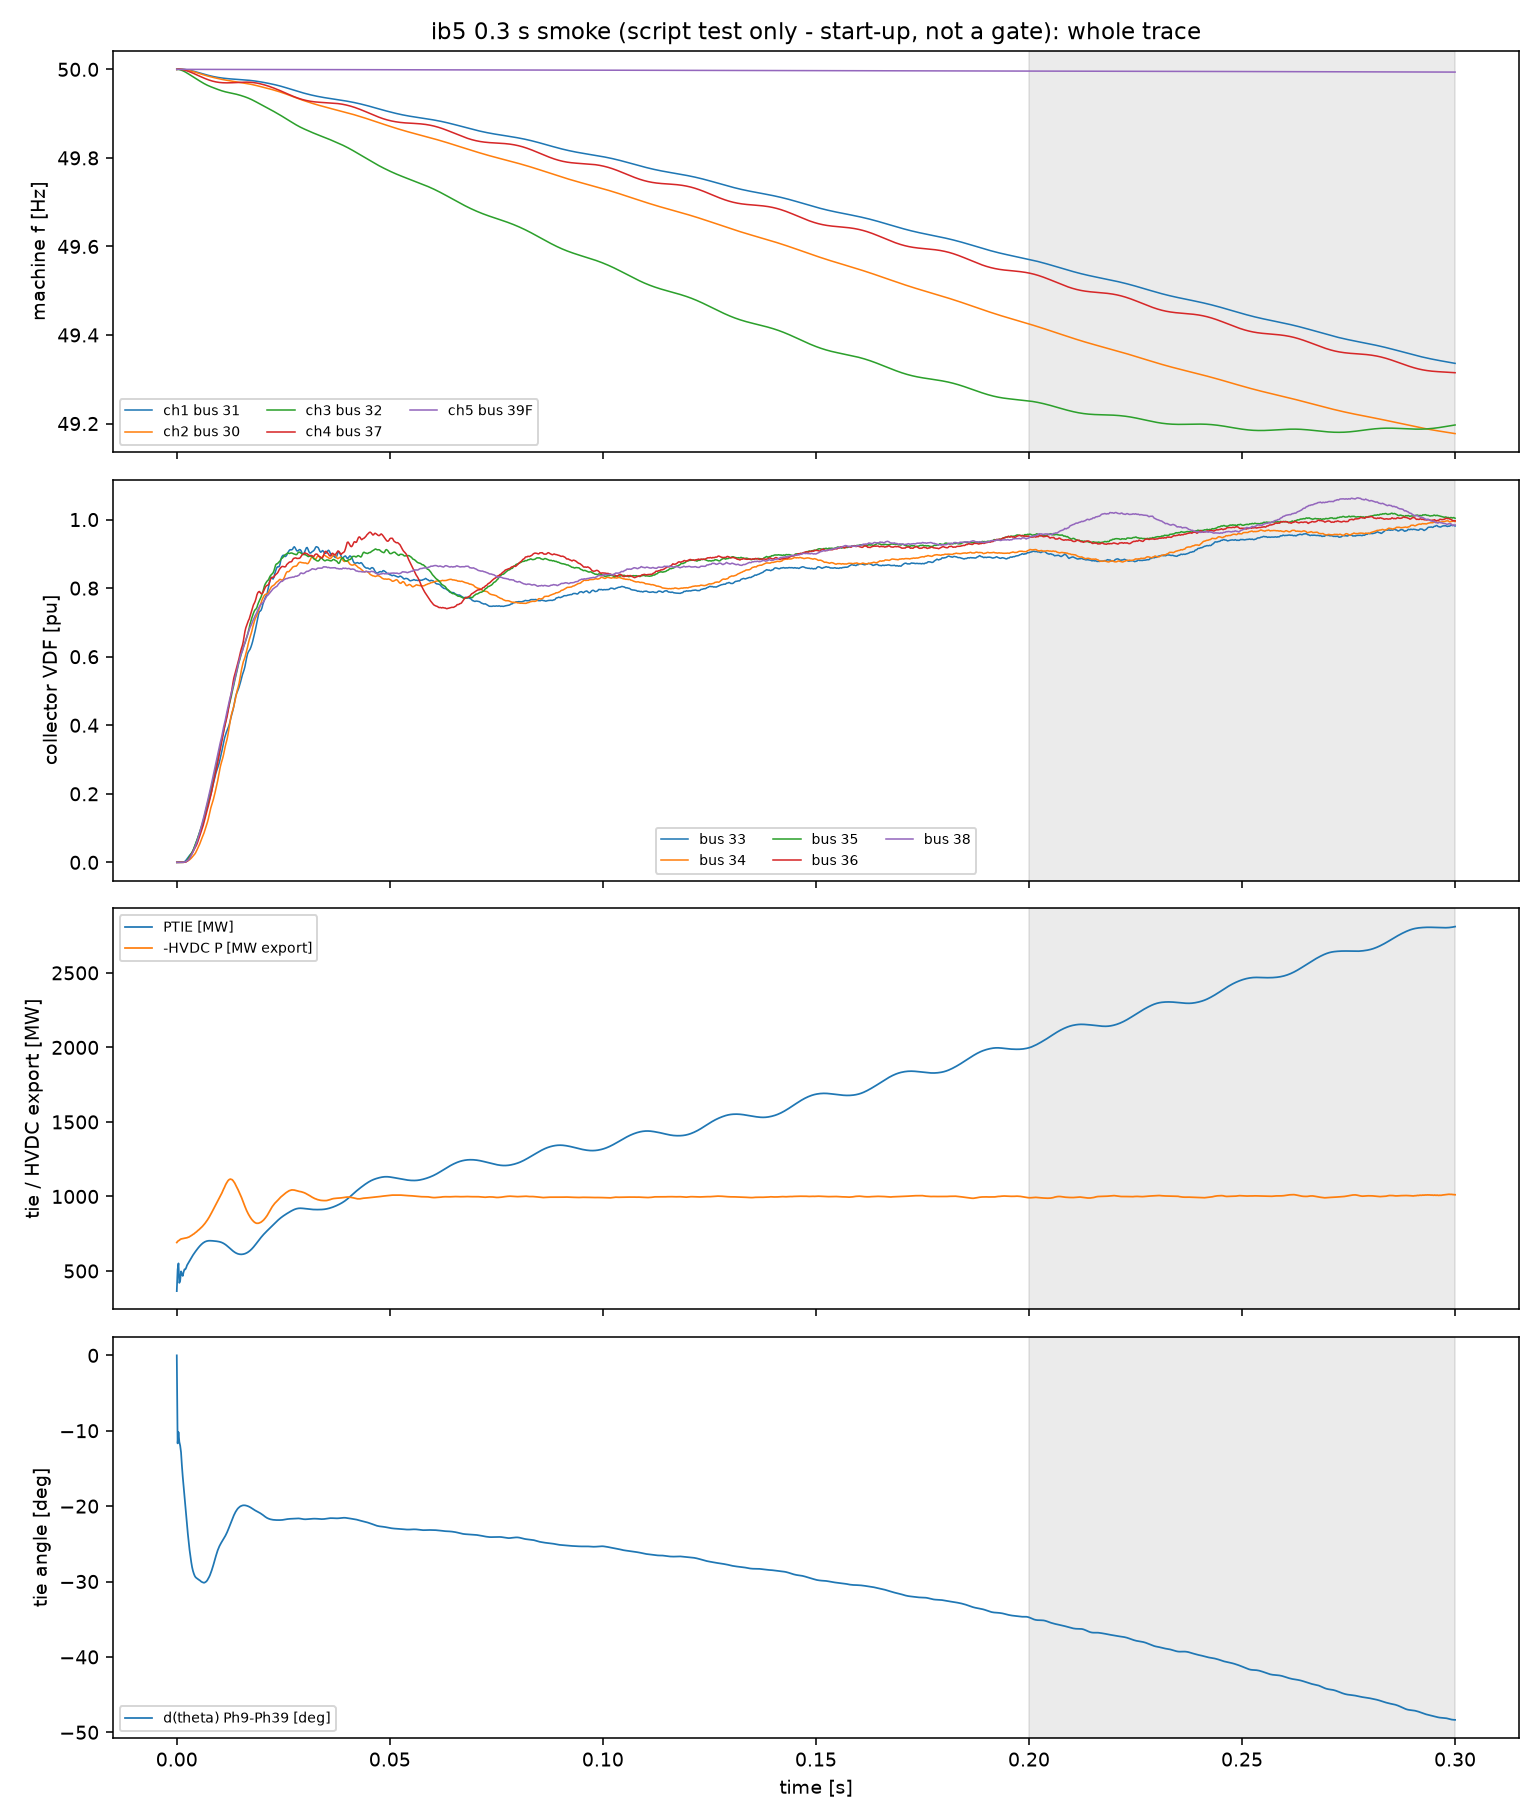 ib5 0.3 s smoke (script test only - start-up, not a gate): whole trace
machine f [Hz]
50.0
49.8
49.6
49.4
49.2
ch1 bus 31
ch2 bus 30
ch3 bus 32
ch4 bus 37
ch5 bus 39F
collector VDF [pu]
1.0
0.8
0.6
0.4
0.2
0.0
bus 33
bus 34
bus 35
bus 36
bus 38
tie / HVDC export [MW]
2500
2000
1500
1000
500
PTIE [MW]
-HVDC P [MW export]
tie angle [deg]
0
−10
−20
−30
−40
−50
d(theta) Ph9-Ph39 [deg]
0.00 0.05 0.10 0.15 0.20 0.25 0.30
time [s]